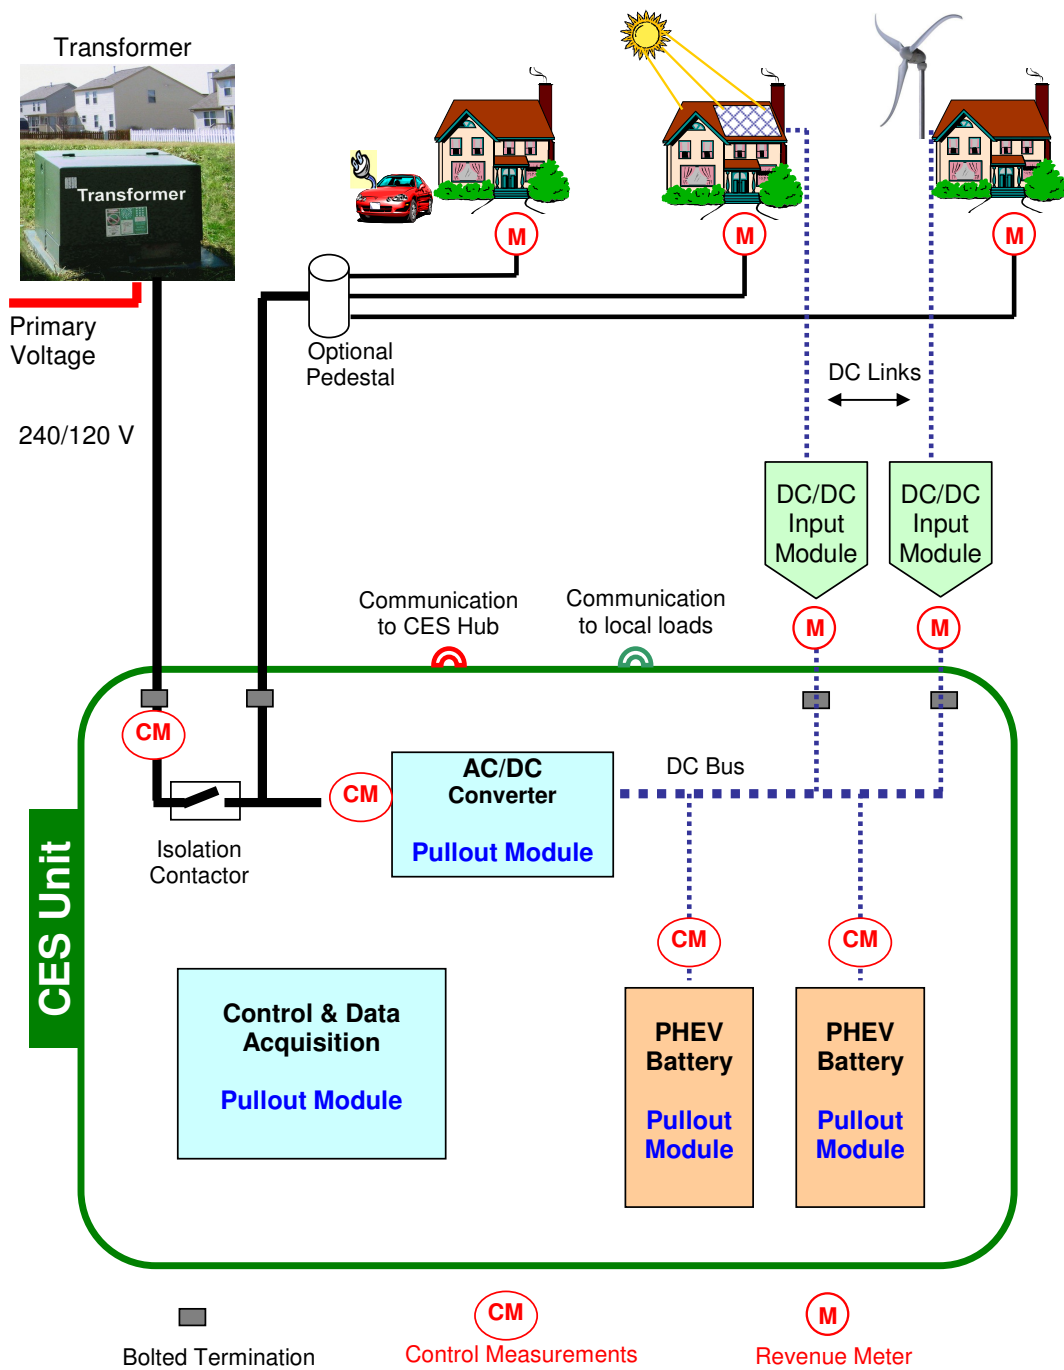 Transformer
Transformer
M
M
M
Primary
Voltage
Optional
Pedestal
DC Links
240/120 V
DC/DC
Input
Module
DC/DC
Input
Module
Communication
to CES Hub
Communication
to local loads
M
M
CM
CM
AC/DC
Converter
Pullout Module
DC Bus
Isolation
Contactor
CES Unit
CM
CM
Control & Data
Acquisition
Pullout Module
PHEV
Battery
Pullout
Module
PHEV
Battery
Pullout
Module
CM
M
Bolted Termination
Control Measurements
Revenue Meter